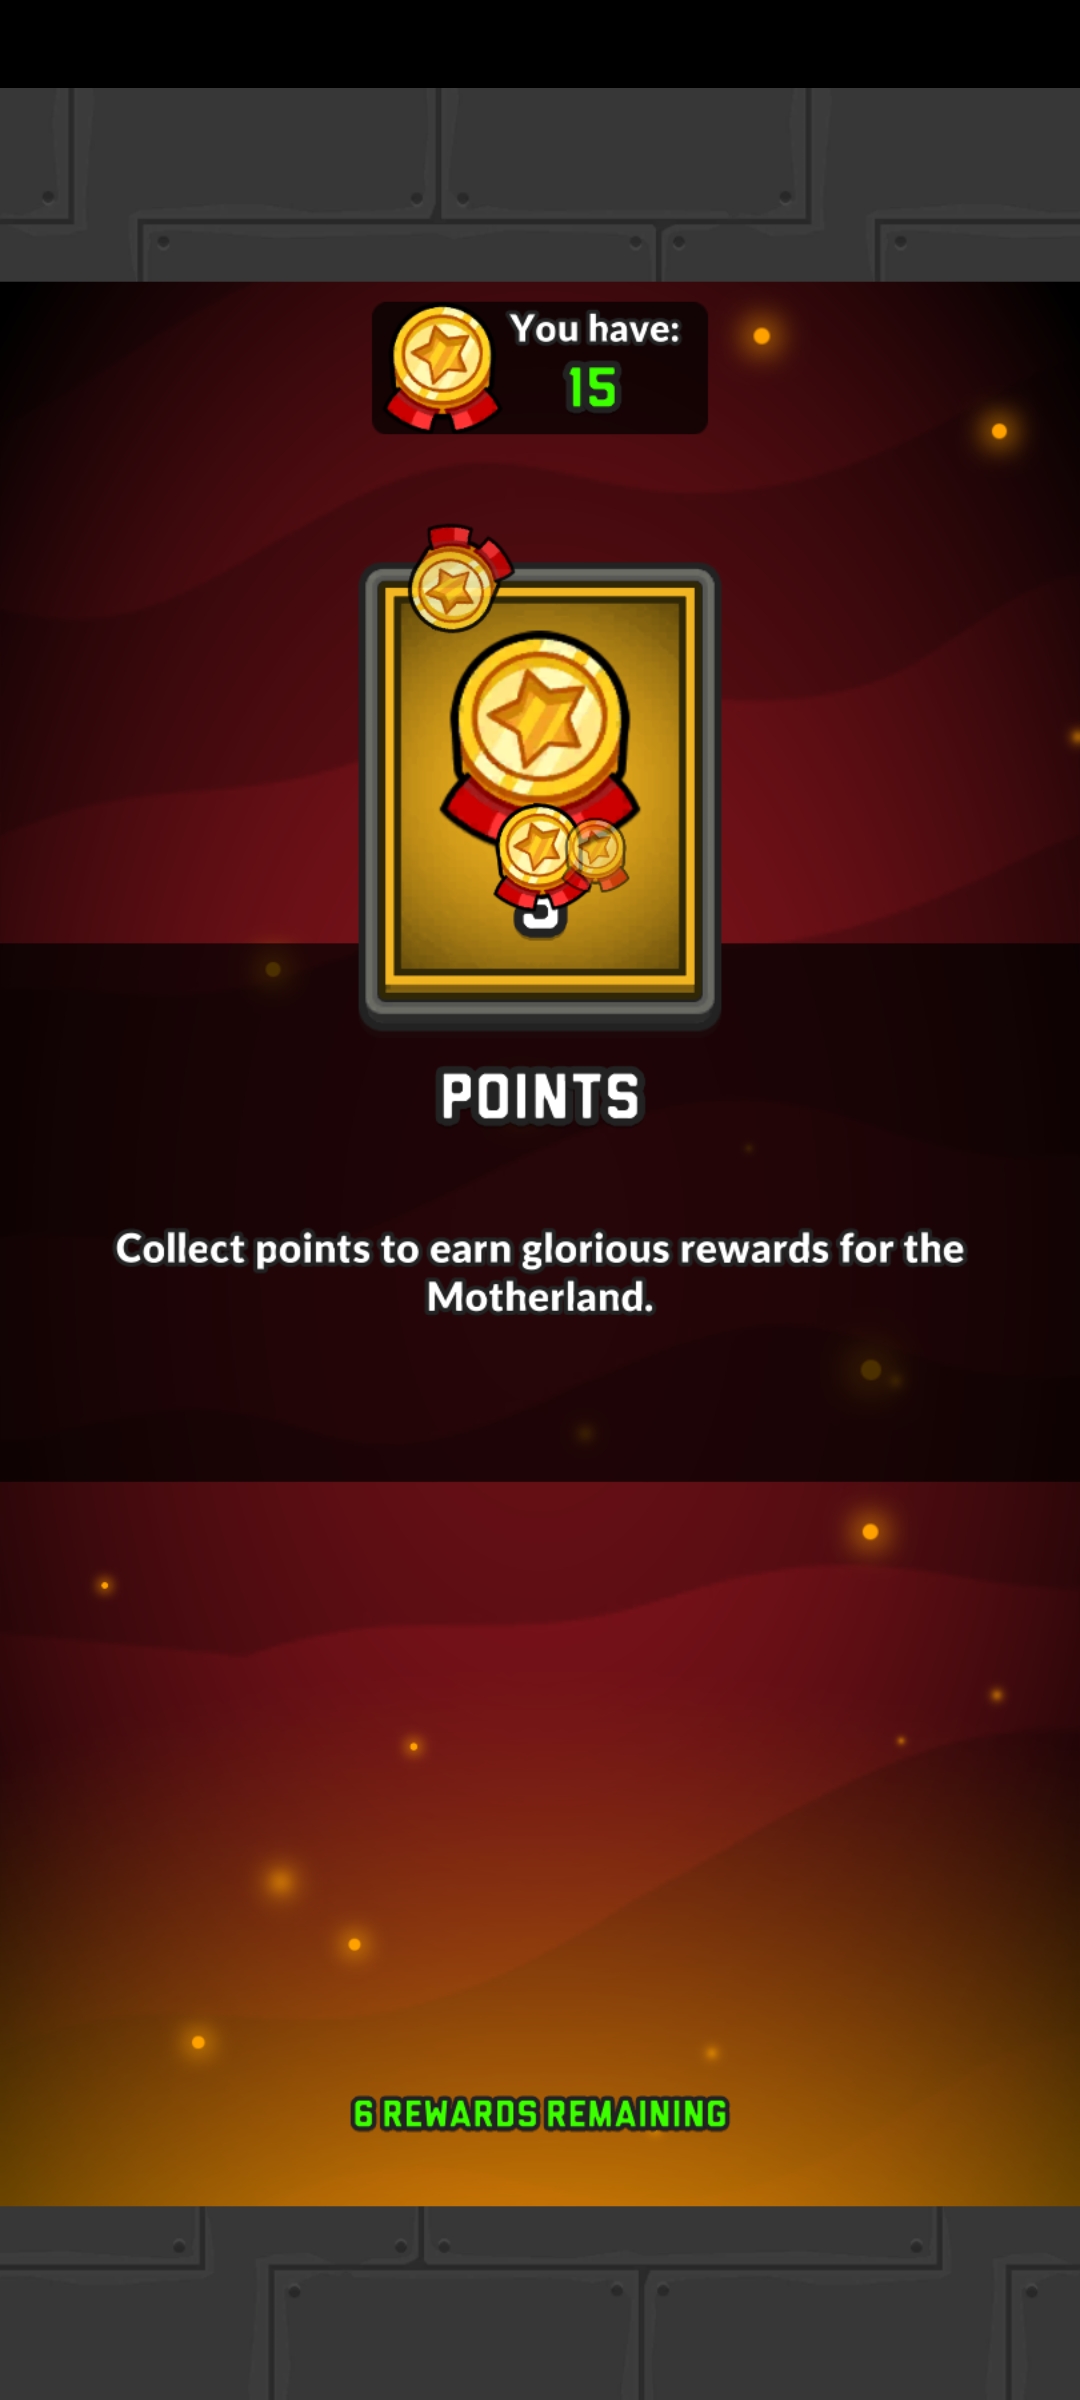 You have:
15
POINTS
Collect points to earn glorious rewards for the
Motherland.
6 REWARDS REMAINING